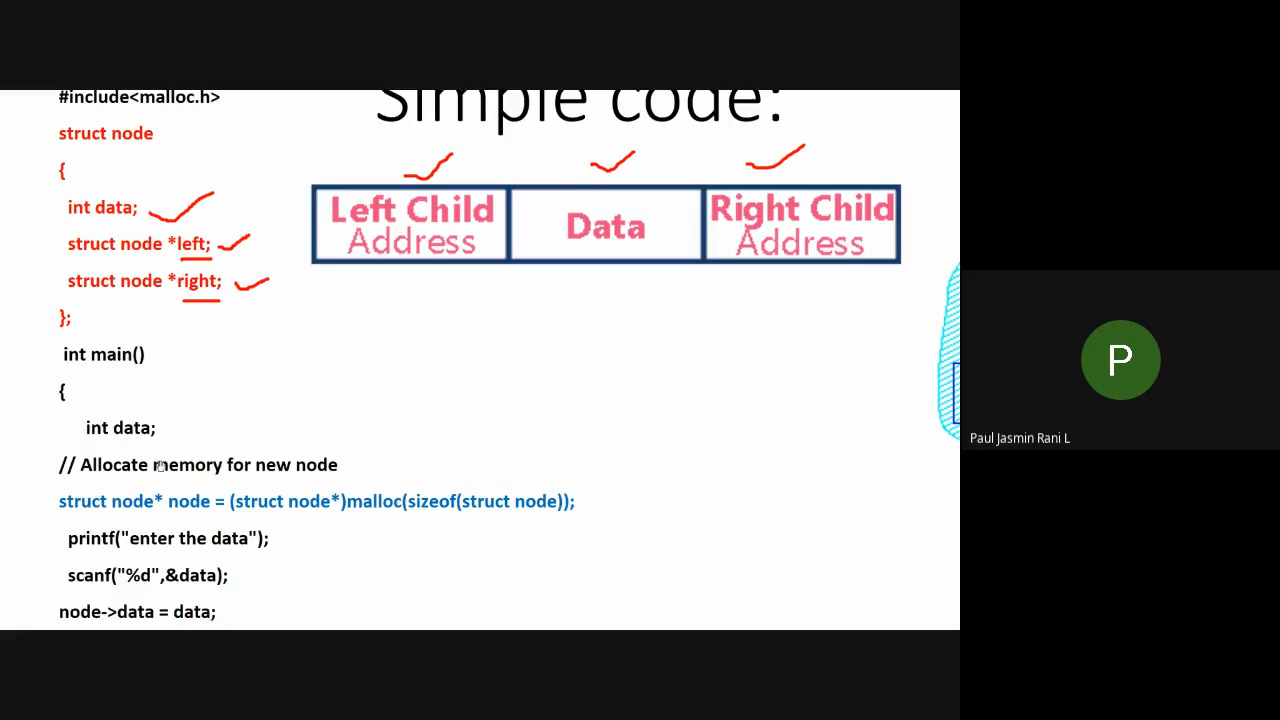 Simple code:
#include<malloc.h>
struct node
{
int data;
struct node *left;
struct node *right;
};
int main()
{
int data;
// Allocate memory for new node
struct node* node = (struct node*)malloc(sizeof(struct node));
printf("enter the data");
scanf("%d",&data);
node->data = data;
Left Child
Address
Data
Right Child
Address
P
Paul Jasmin Rani L